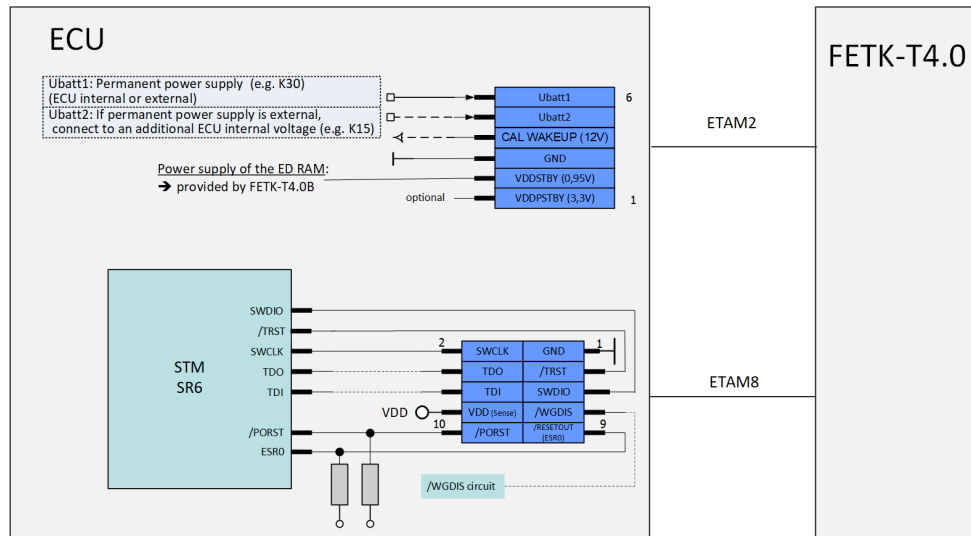 ECU
FETK-T4.0
Ubatt1: Permanent power supply (e.g. K30)
(ECU internal or external)
Ubatt2: If permanent power supply is external,
connect to an additional ECU internal voltage (e.g. K15)
Power supply of the ED RAM:
➔ provided by FETK-T4.0B
optional
Ubatt1
6
Ubatt2
CAL WAKEUP (12V)
GND
VDDSTBY (0,95V)
VDDPSTBY (3,3V)
1
ETAM2
STM
SR6
SWDIO
/TRST
SWCLK
TDO
TDI
/PORST
ESR0
VDD
2
SWCLK
GND
1
TDO
/TRST
TDI
SWDIO
VDD (Sense)
/WGDIS
10
/PORST
/RESETOUT
(ESR0)
9
/WGDIS circuit
ETAM8